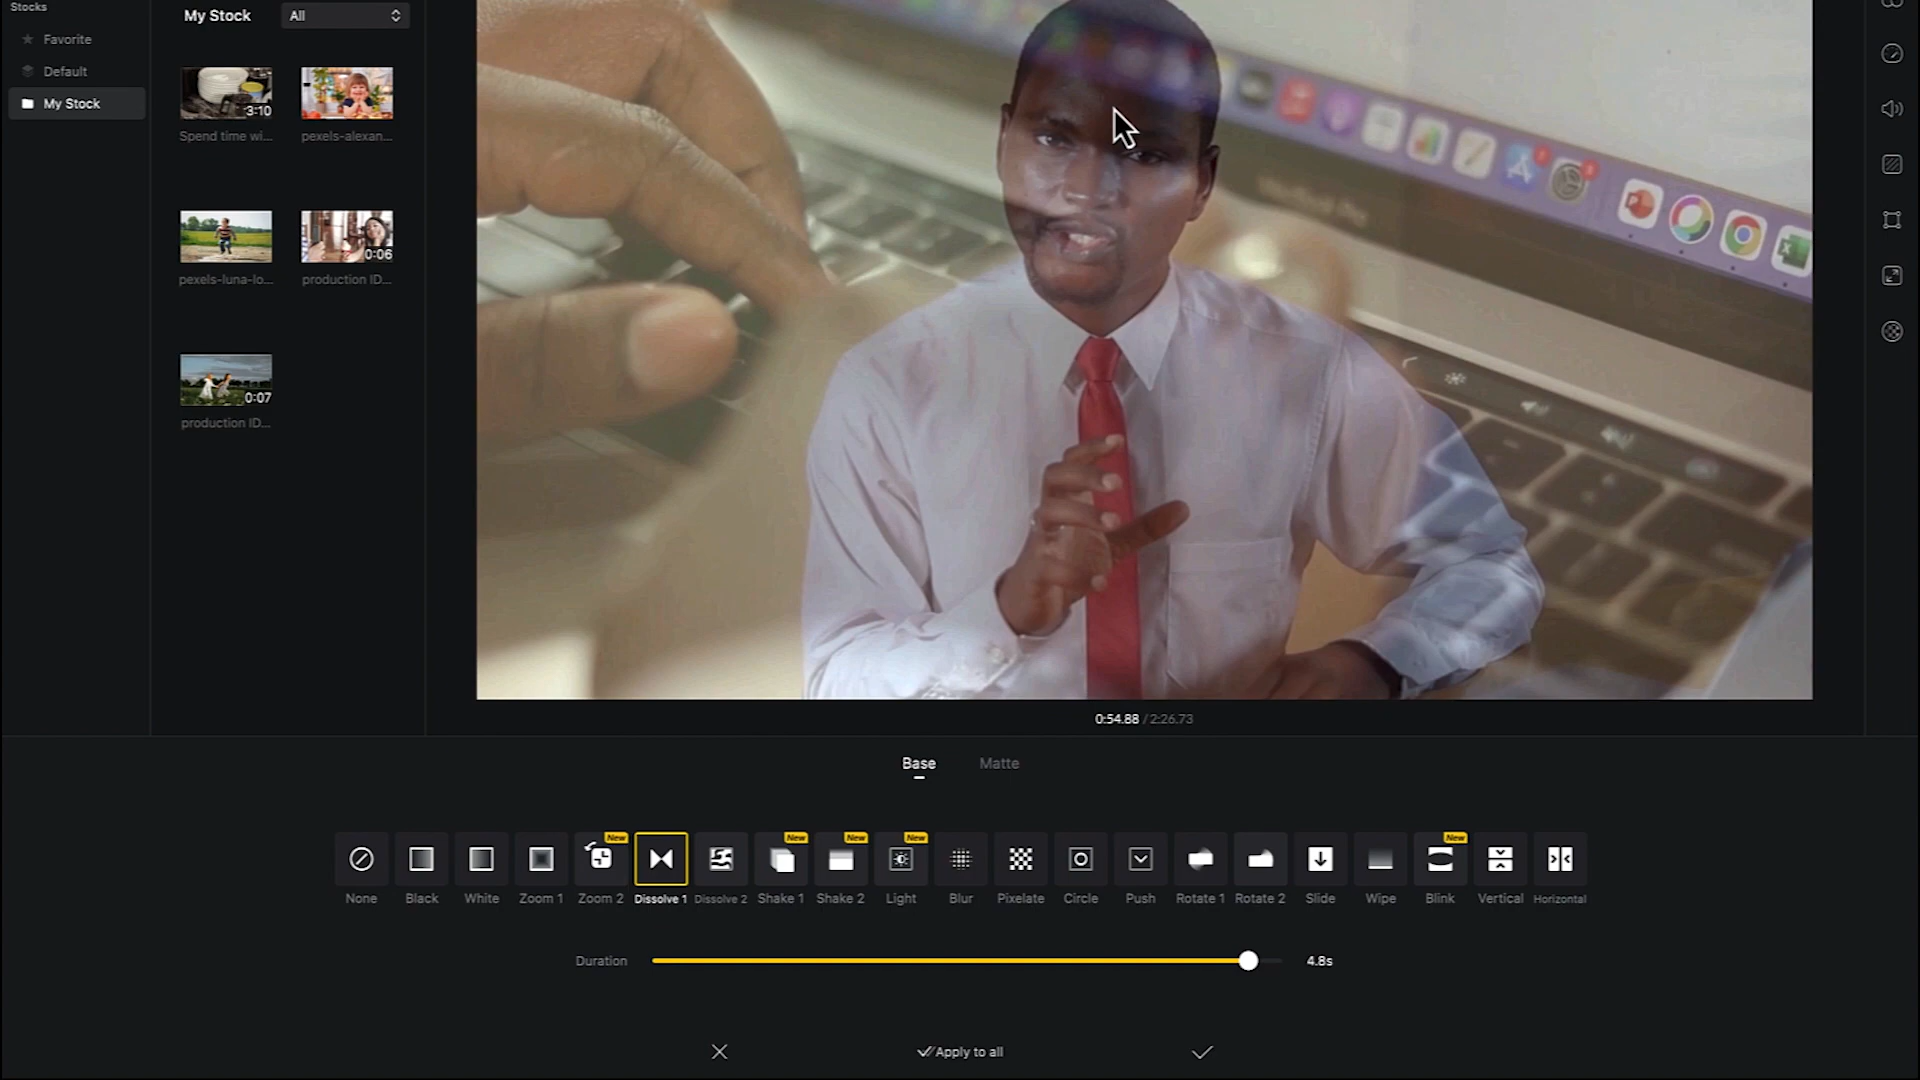 Stocks
Favorite
Default
My Stock
My Stock
All
3:10
Spend time wi...
pexels-alexan...
pexels-luna-lo...
0:06
production ID...
0:07
production ID...
0:54.88 / 2:26.73
Base
Matte
New
New
New
New
New
None
Black
White
Zoom 1
Zoom 2
Dissolve 1
Dissolve 2
Shake 1
Shake 2
Light
Blur
Pixelate
Circle
Push
Rotate 1
Rotate 2
Slide
Wipe
Blink
Vertical
Horizontal
Duration
4.8s
Apply to all